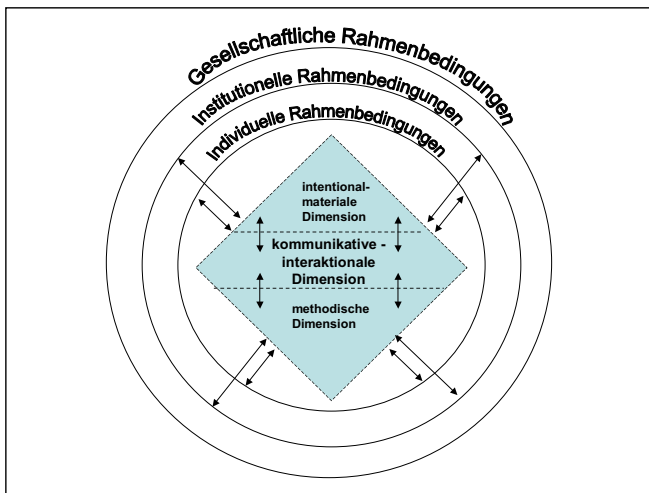 Gesellschaftliche Rahmenbedingungen
Institutionelle Rahmenbedingungen
Individuelle Rahmenbedingungen
intentional-
materiale
Dimension
kommunikative -
interaktionale
Dimension
methodische
Dimension